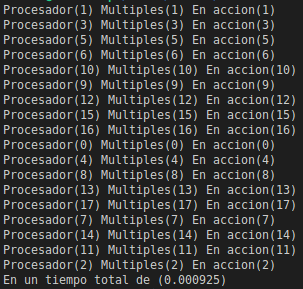 Procesador(1) Multiples(1) En accion(1)
Procesador(3) Multiples(3) En accion(3)
Procesador(5) Multiples(5) En accion(5)
Procesador(6) Multiples(6) En accion(6)
Procesador(10) Multiples(10) En accion(10)
Procesador(9) Multiples(9) En accion(9)
Procesador(12) Multiples(12) En accion(12)
Procesador(15) Multiples(15) En accion(15)
Procesador(16) Multiples(16) En accion(16)
Procesador(0) Multiples(0) En accion(0)
Procesador(4) Multiples(4) En accion(4)
Procesador(8) Multiples(8) En accion(8)
Procesador(13) Multiples(13) En accion(13)
Procesador(17) Multiples(17) En accion(17)
Procesador(7) Multiples(7) En accion(7)
Procesador(14) Multiples(14) En accion(14)
Procesador(11) Multiples(11) En accion(11)
Procesador(2) Multiples(2) En accion(2)
En un tiempo total de (0.000925)